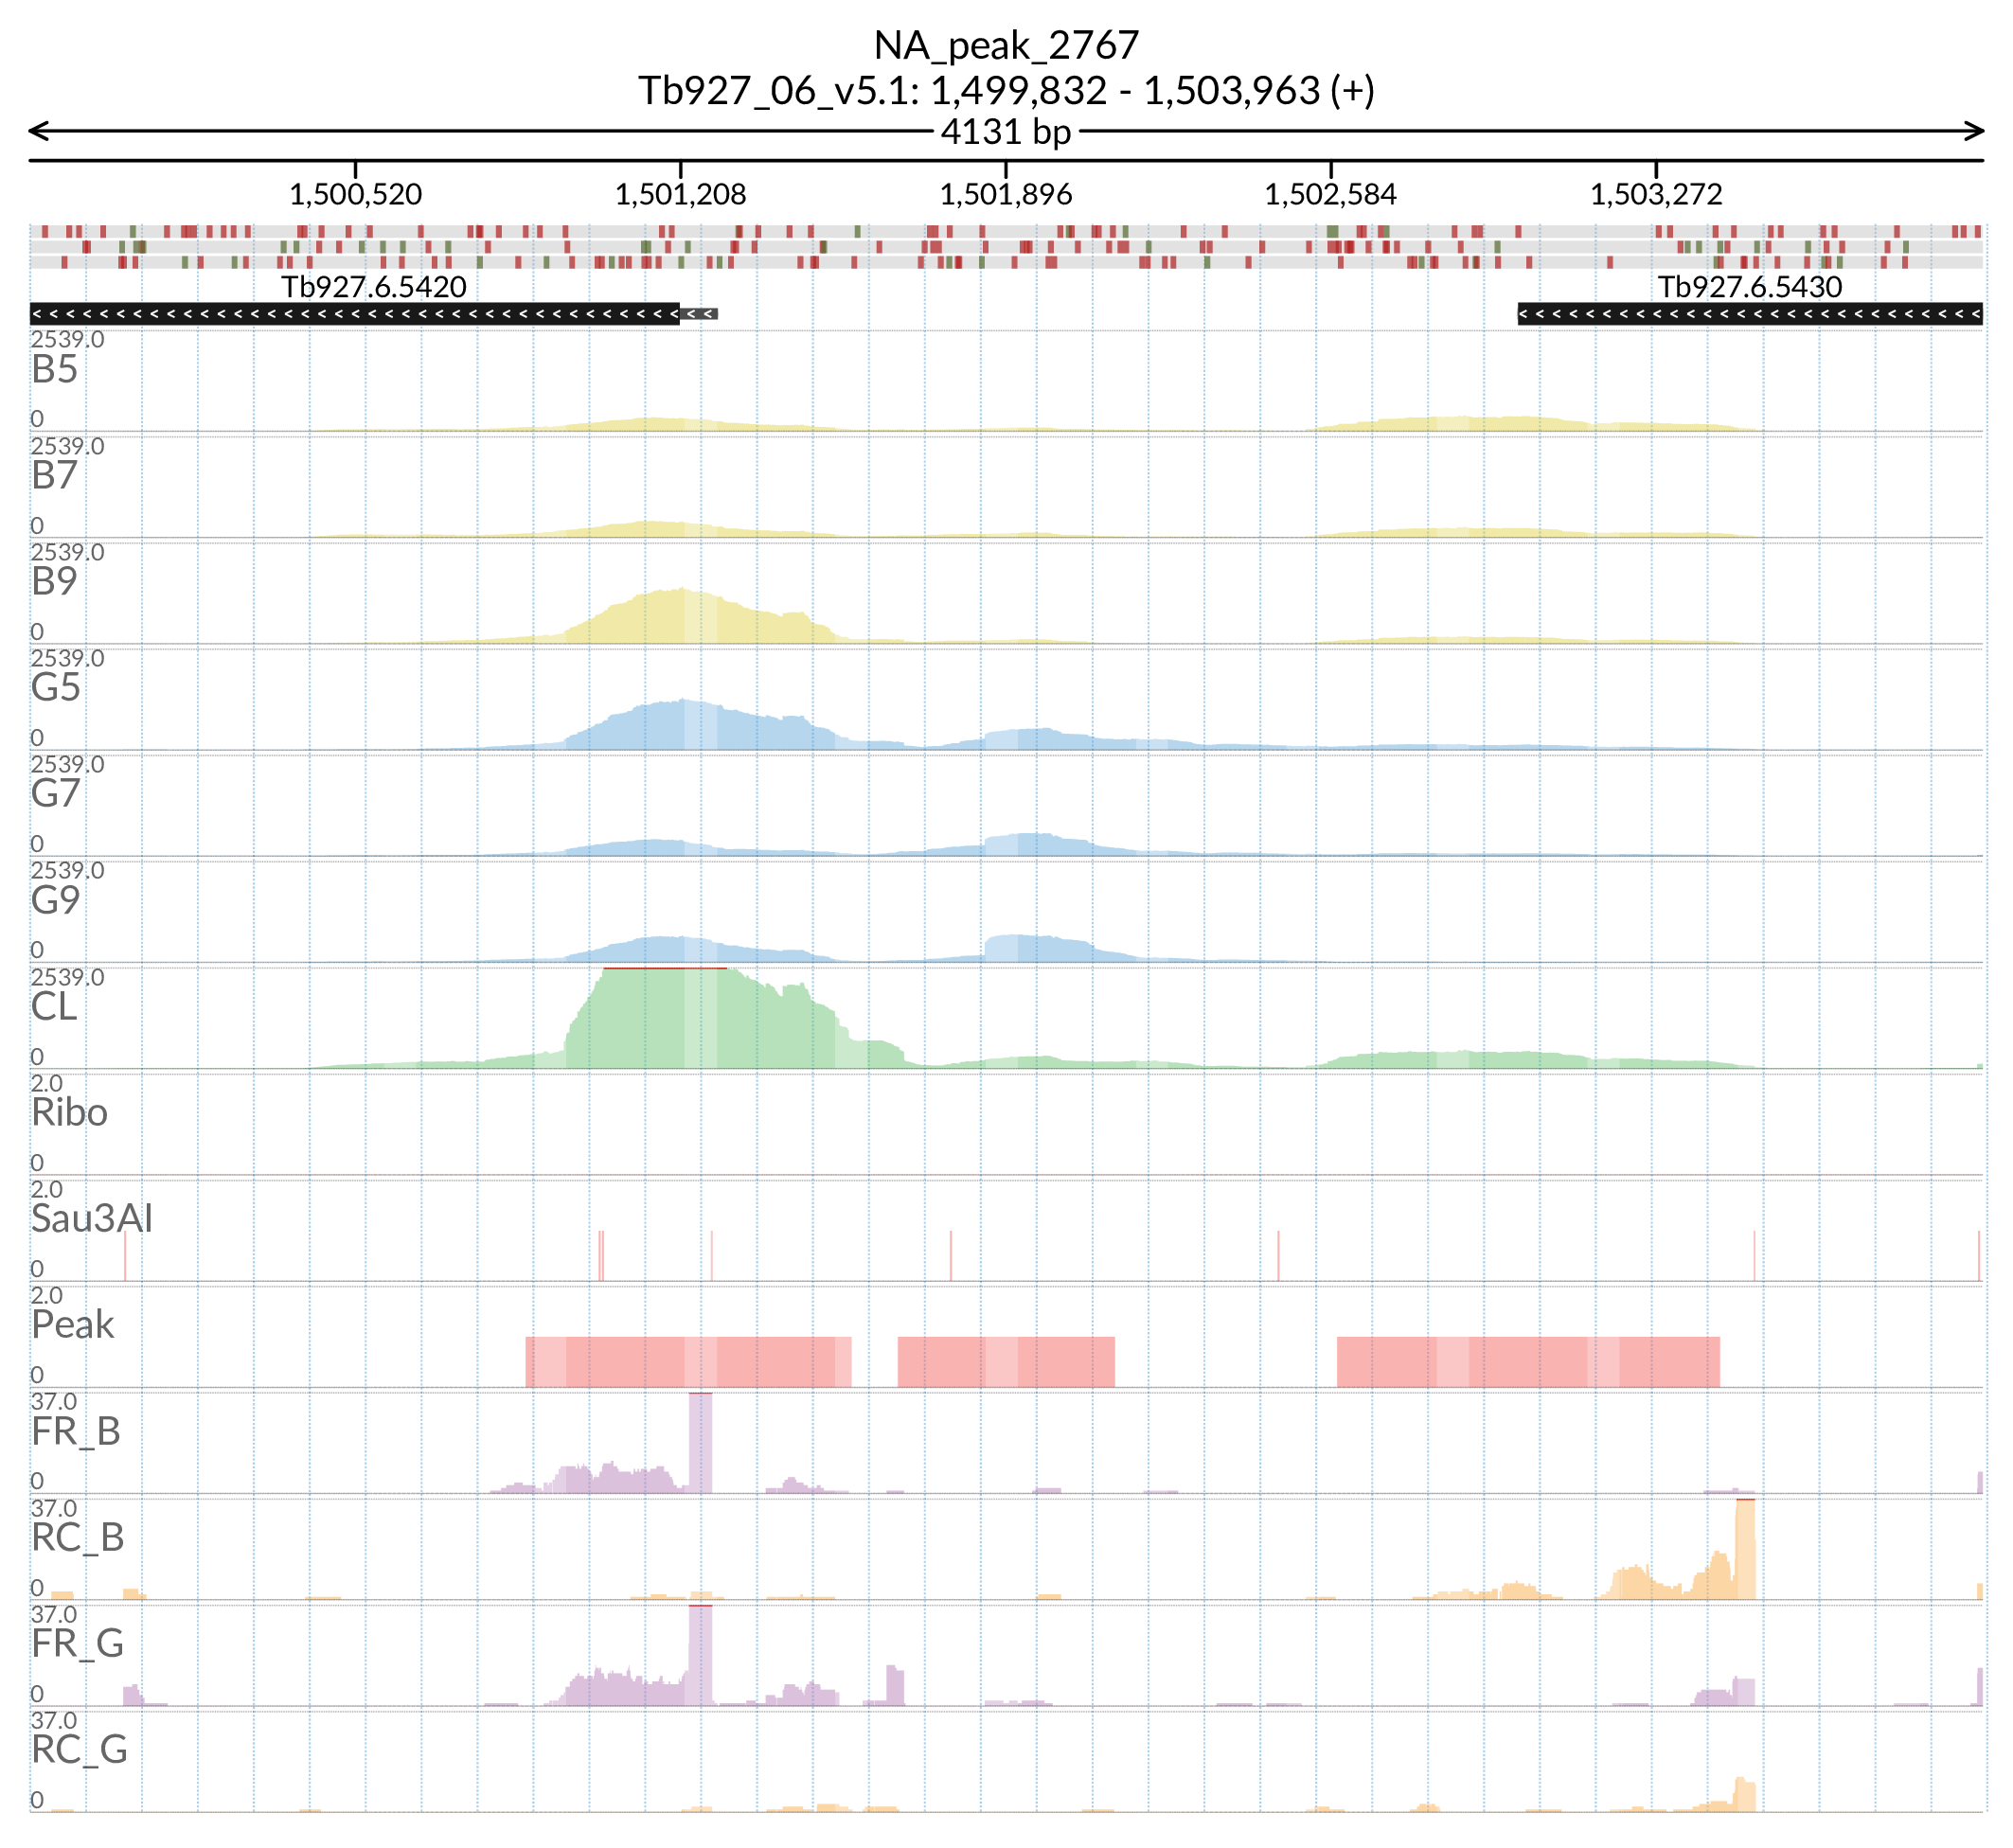 NA_peak_2767
Tb927_06_v5.1: 1,499,832 - 1,503,963 (+)
4131 bp
1,500,520 1,501,208 1,501,896 1,502,584 1,503,272
Tb927.6.5420 Tb927.6.5430
2539.0
B5
0
2539.0
B7
0
2539.0
B9
0
2539.0
G5
0
2539.0
G7
0
2539.0
G9
0
2539.0
CL
0
2.0
Ribo
0
2.0
Sau3AI
0
2.0
Peak
0
37.0
FR_B
0
37.0
RC_B
0
37.0
FR_G
0
37.0
RC_G
0